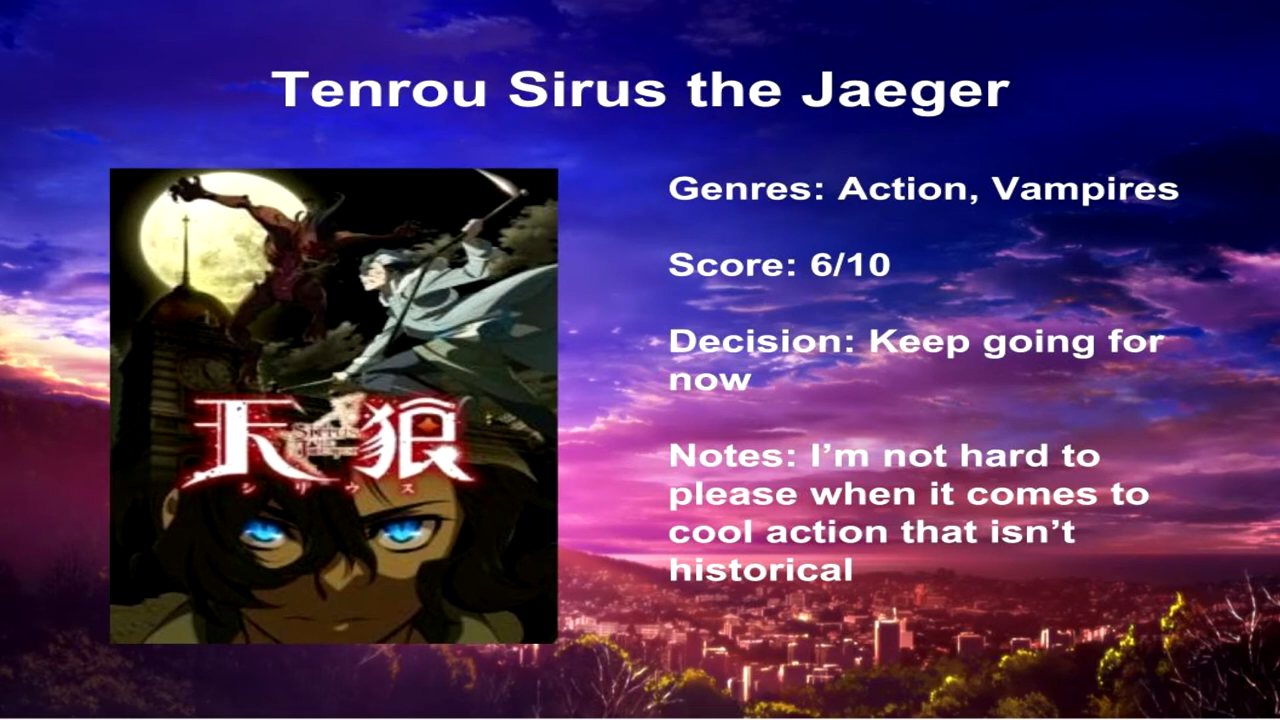 Tenrou Sirus the Jaeger
Genres: Action, Vampires
Score: 6/10
Decision: Keep going for
now
Notes: I’m not hard to
please when it comes to
cool action that isn’t
historical
天狼
シリウス